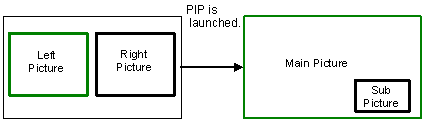 PIP is
launched.
Left
Picture
Right
Picture
Main Picture
Sub
Picture